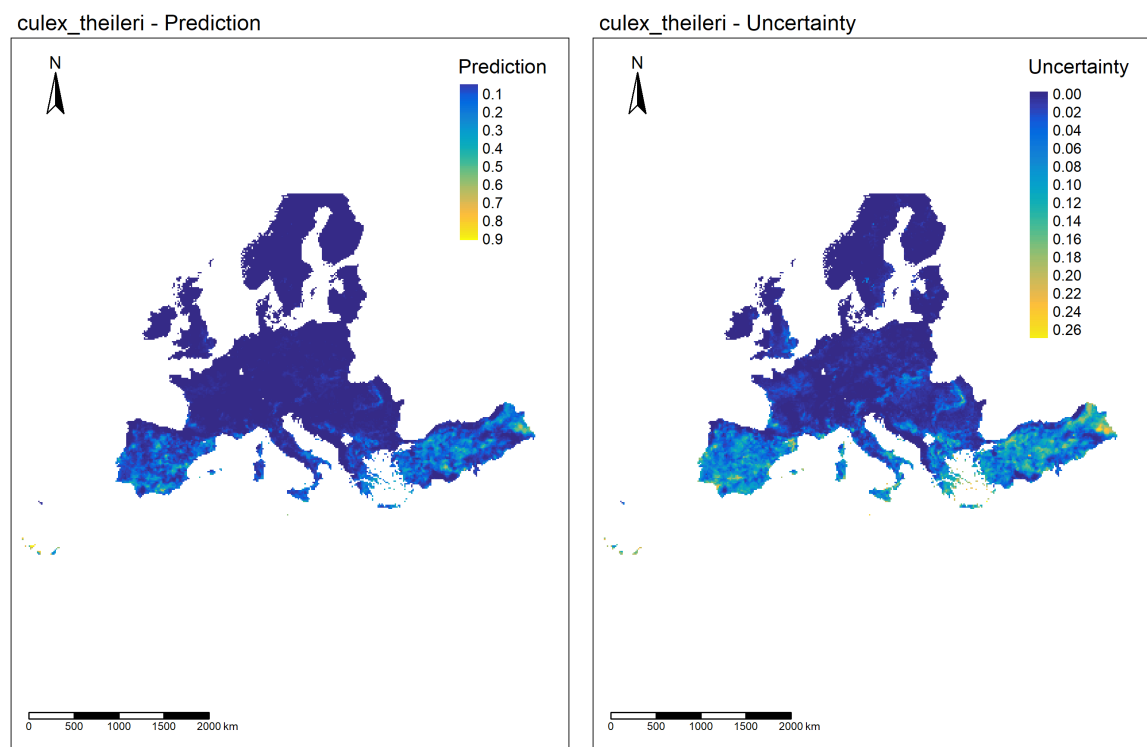 culex_theileri - Prediction
N
Prediction
0.1
0.2
0.3
0.4
0.5
0.6
0.7
0.8
0.9
0 500 1000 1500 2000 km
culex_theileri - Uncertainty
N
Uncertainty
0.00
0.02
0.04
0.06
0.08
0.10
0.12
0.14
0.16
0.18
0.20
0.22
0.24
0.26
0 500 1000 1500 2000 km